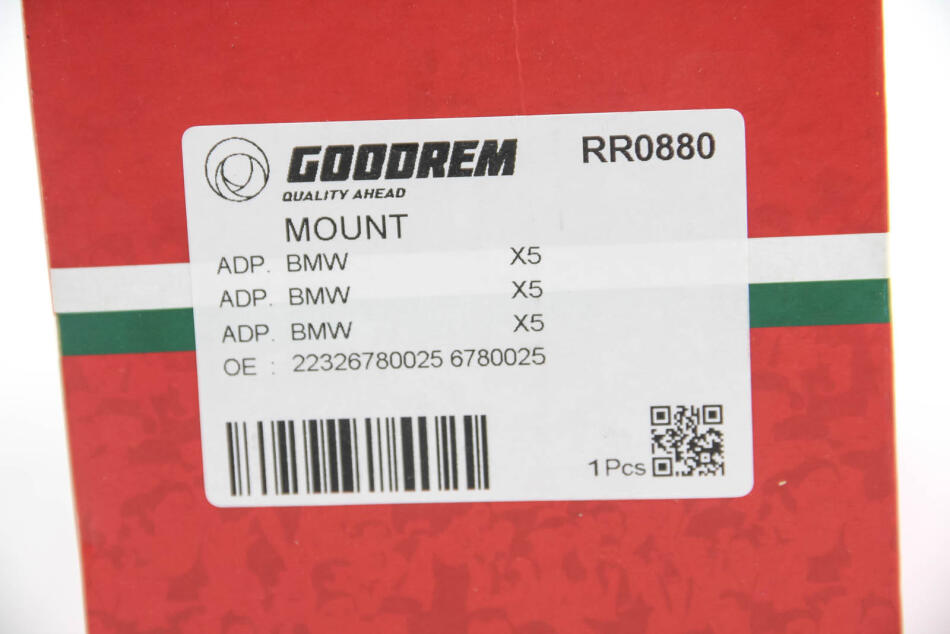 GOODREM
RR0880
QUALITY AHEAD
MOUNT
ADP. BMW X5
ADP. BMW X5
ADP. BMW X5
OE : 22326780025 6780025
1Pcs